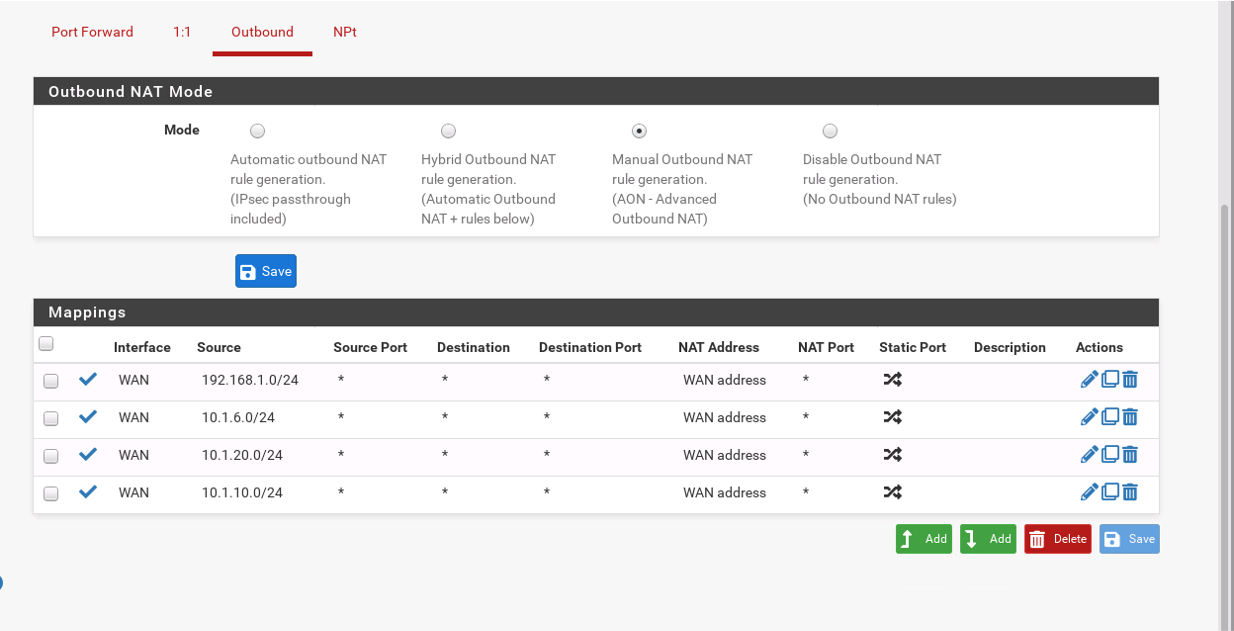 Port Forward 1:1 Outbound NPt
Outbound NAT Mode
Mode
Automatic outbound NAT
rule generation.
(IPsec passthrough
included)
Hybrid Outbound NAT
rule generation.
(Automatic Outbound
NAT + rules below)
Manual Outbound NAT
rule generation.
(AON - Advanced
Outbound NAT)
Disable Outbound NAT
rule generation.
(No Outbound NAT rules)
Save
Mappings
Interface Source Source Port Destination Destination Port NAT Address NAT Port Static Port Description Actions
WAN 192.168.1.0/24 * * * WAN address *
WAN 10.1.6.0/24 * * * WAN address *
WAN 10.1.20.0/24 * * * WAN address *
WAN 10.1.10.0/24 * * * WAN address *
Add Add Delete Save